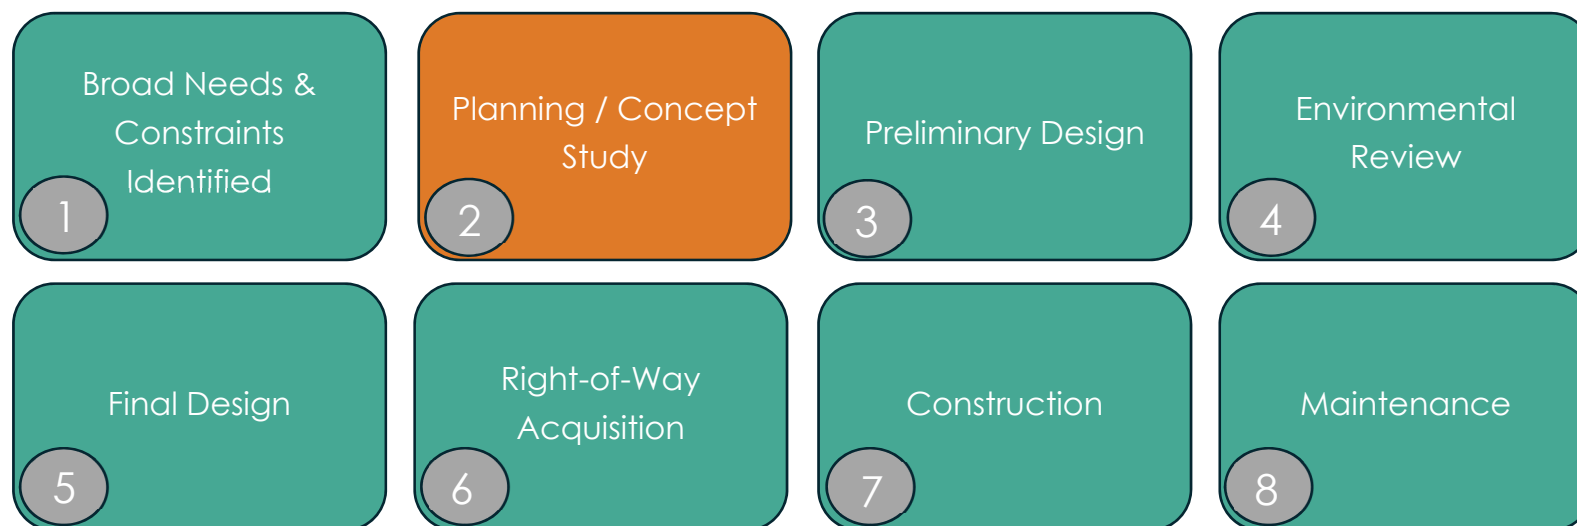 Broad Needs &
Constraints
Identified
1
Planning / Concept
Study
2
Preliminary Design
3
Environmental
Review
4
Final Design
5
Right-of-Way
Acquisition
6
Construction
7
Maintenance
8